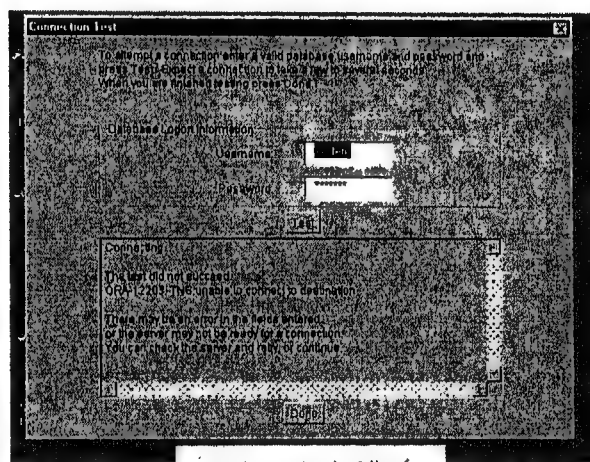 Connection Test
To attempt a connection enter a valid database username and password and
press Test. Expect a connection to take a few to several seconds.
When you are finished testing press Done.
Database Logon Information
Username:
Password:
*******
Test
Connecting
The test did not succeed.
ORA-12203:TNS:unable to connect to destination
There may be an error in the fields entered,
or the server may not be ready for a connection.
You can check the server and retry, or continue.
Done